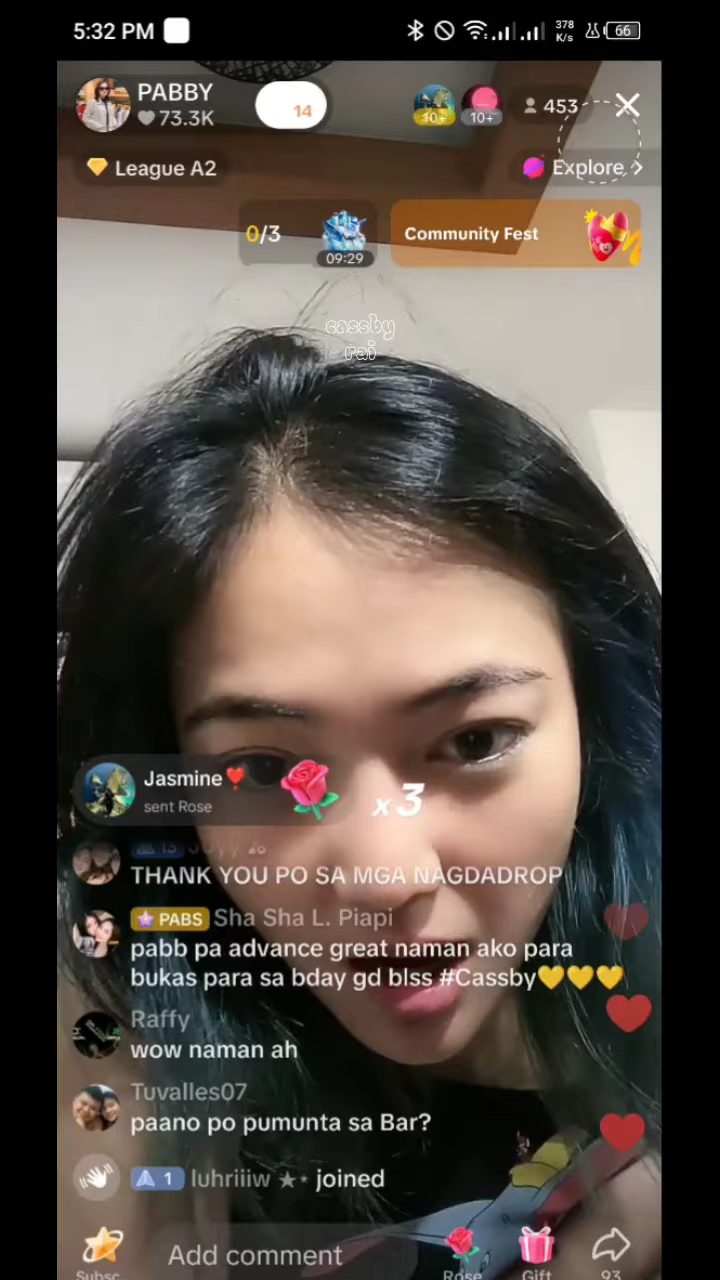 5:32 PM
378
K/s
66
PABBY
73.3K
14
10+
10+
453
League A2
Explore
0/3
09:29
Community Fest
Jasmine❤️
sent Rose
x3
13
THANK YOU PO SA MGA NAGDADROP
PABS Sha Sha L. Piapi
pabb pa advance great naman ako para
bukas para sa bday gd blss #Cassby💛💛💛
Raffy
wow naman ah
Tuvalles07
paano po pumunta sa Bar?
1 luhriiiw ★⋆ joined
Add comment
Subsc...
Rose
Gift
93